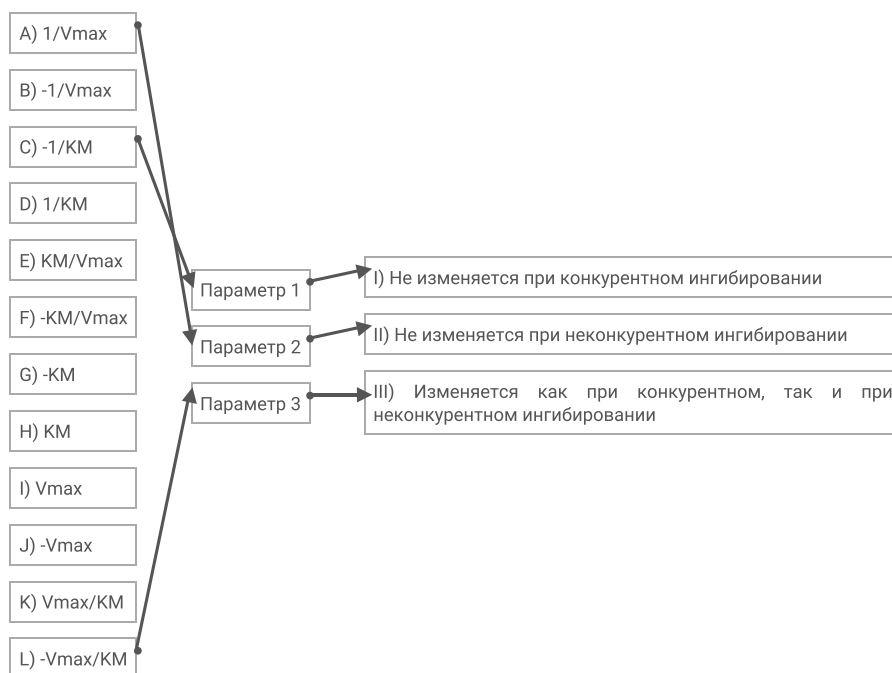 A) 1/Vmax
B) -1/Vmax
C) -1/KM
D) 1/KM
E) KM/Vmax
F) -KM/Vmax
G) -KM
H) KM
I) Vmax
J) -Vmax
K) Vmax/KM
L) -Vmax/KM
Параметр 1
Параметр 2
Параметр 3
I) Не изменяется при конкурентном ингибировании
II) Не изменяется при неконкурентном ингибировании
III) Изменяется как при конкурентном, так и при
неконкурентном ингибировании